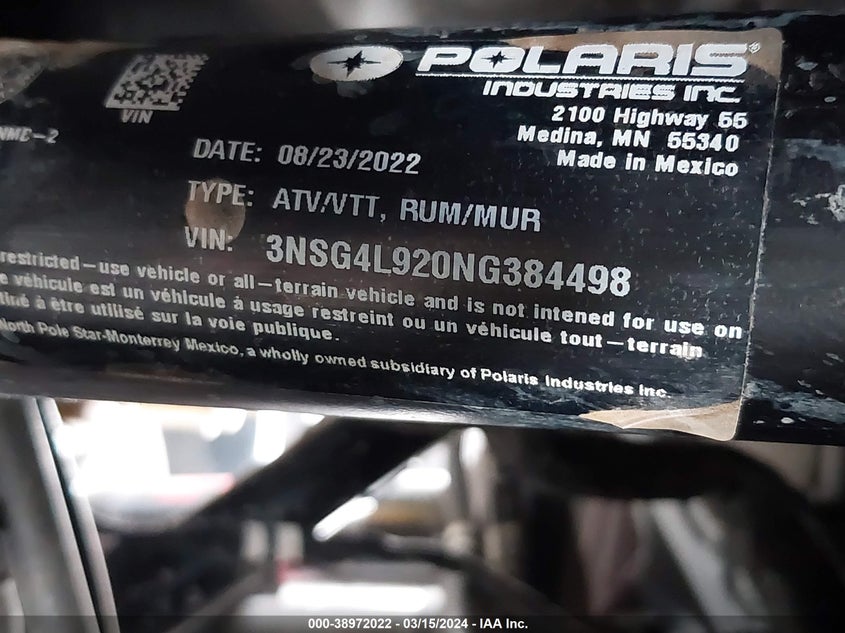 POLARIS®
INDUSTRIES INC.
2100 Highway 55
Medina, MN 55340
Made in Mexico
VIN
NMC-2
DATE: 08/23/2022
TYPE: ATV/VTT, RUM/MUR
VIN: 3NSG4L920NG384498
restricted-use vehicle or all-terrain vehicle and is not intened for use on
véhicule est un véhicule à usage restreint ou un véhicule tout-terrain
à être utilisé sur la voie publique.
North Pole Star-Monterrey Mexico, a wholly owned subsidiary of Polaris Industries Inc.
000-38972022 - 03/15/2024 - IAA Inc.